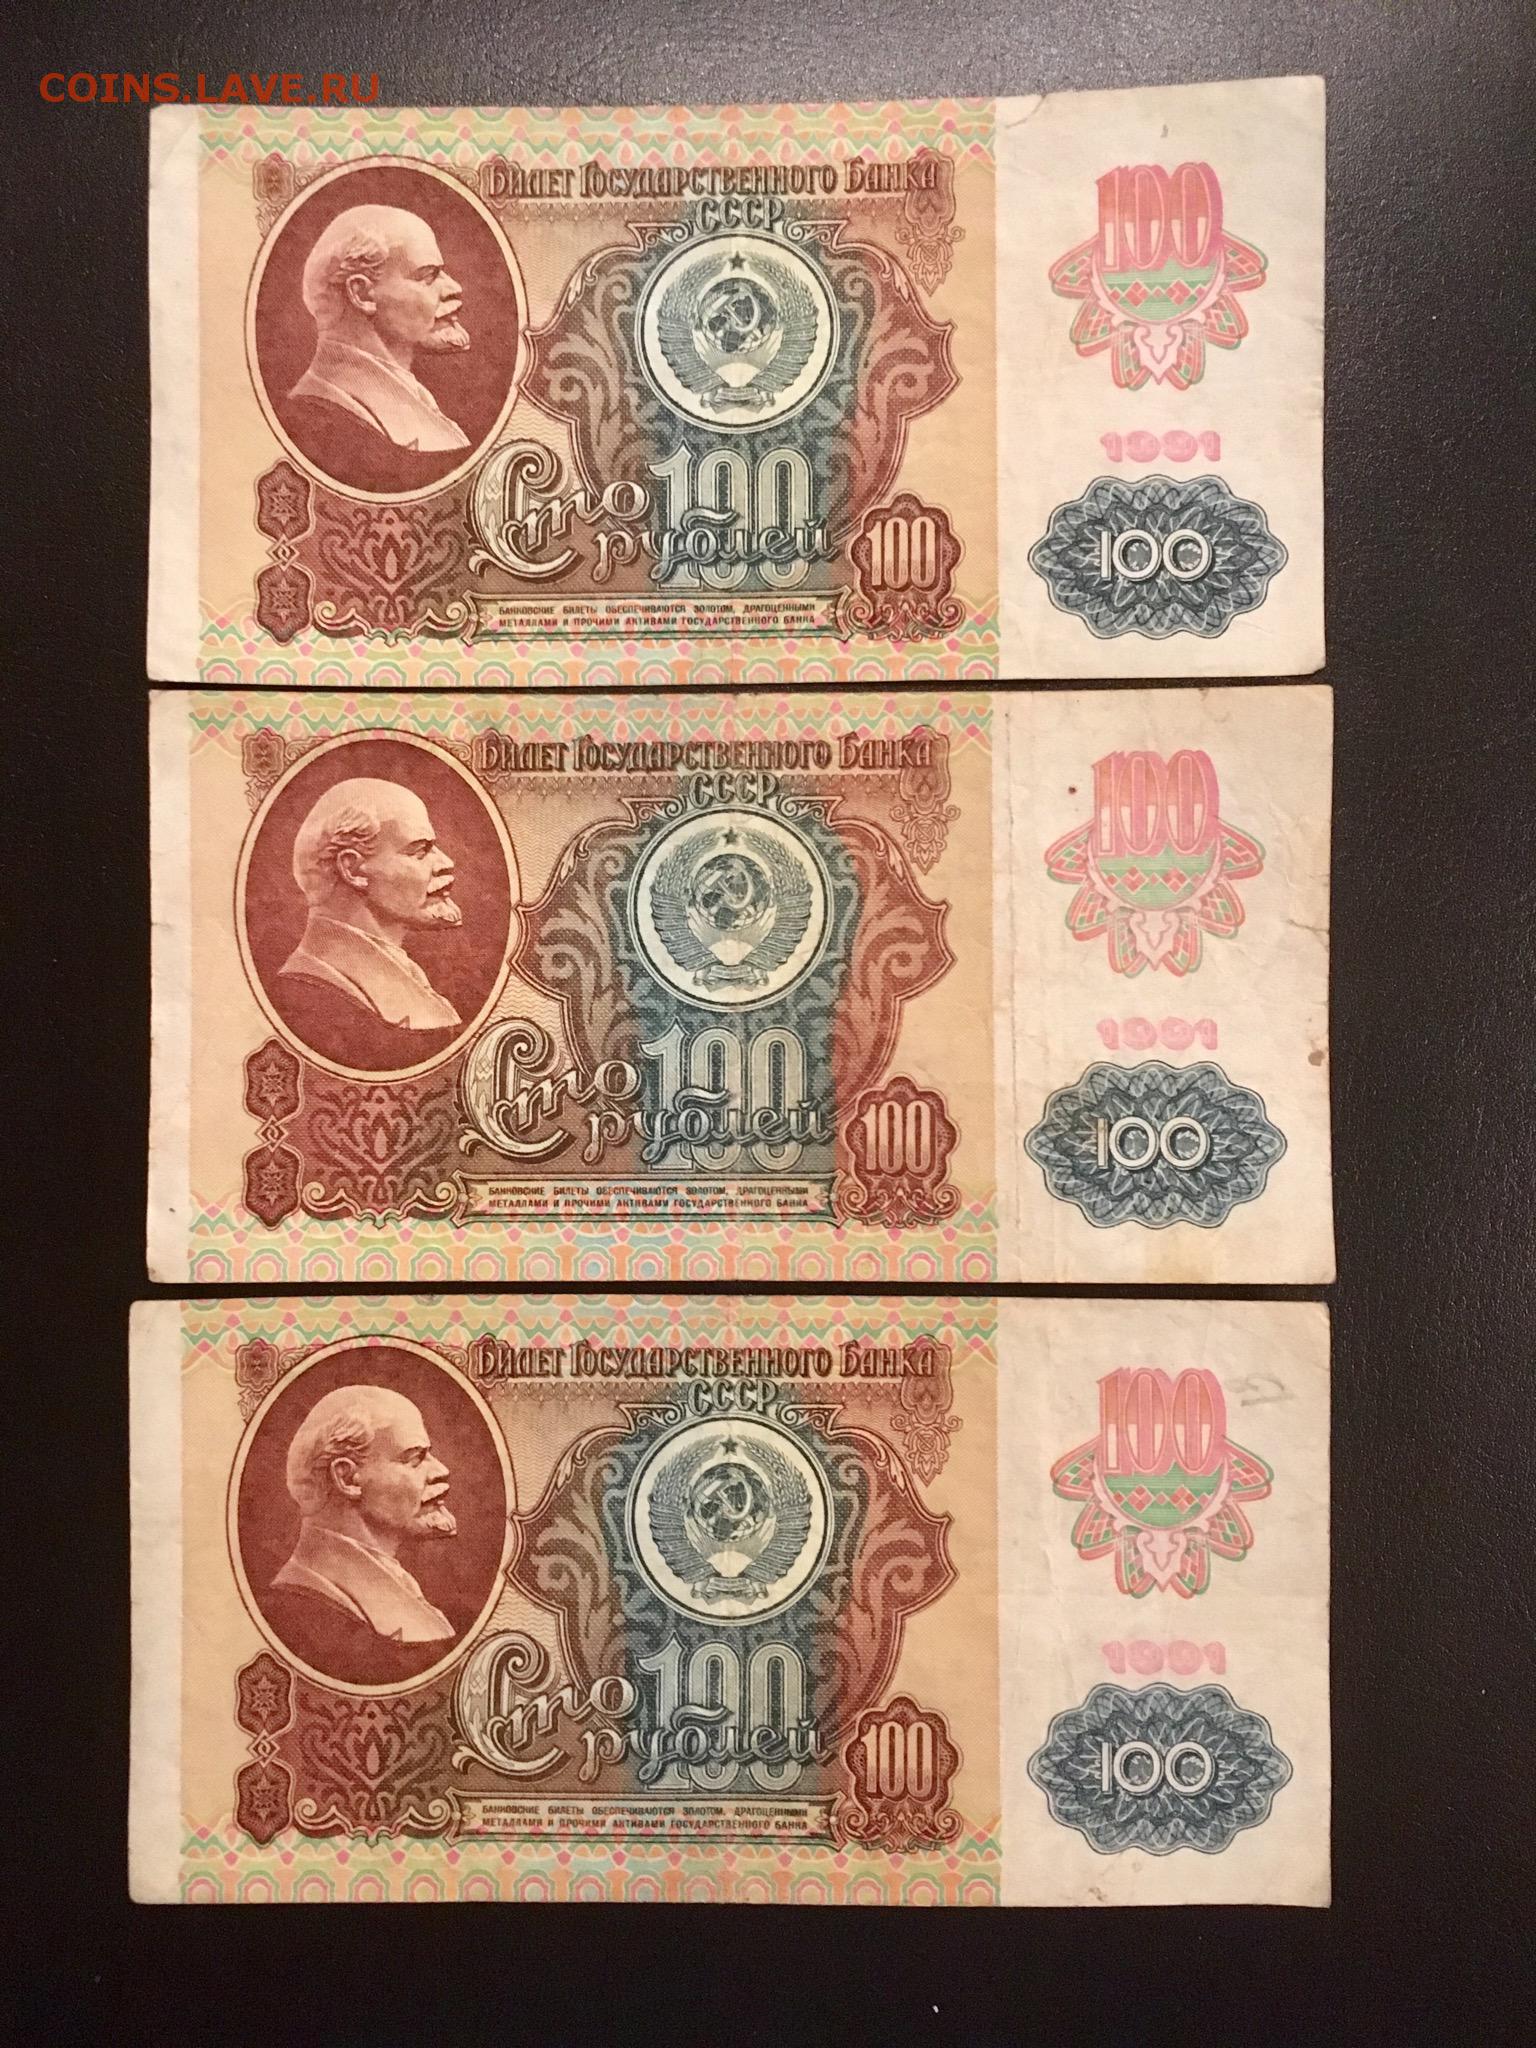 COINS.LAVE.RU
Билет Государственного Банка
СССР
100
1991
Сто
100
рублей
100
100
100
БАНКОВСКИЕ БИЛЕТЫ ОБЕСПЕЧИВАЮТСЯ ЗОЛОТОМ, ДРАГОЦЕННЫМИ
МЕТАЛЛАМИ И ПРОЧИМИ АКТИВАМИ ГОСУДАРСТВЕННОГО БАНКА
Билет Государственного Банка
СССР
100
1991
Сто
100
рублей
100
100
100
БАНКОВСКИЕ БИЛЕТЫ ОБЕСПЕЧИВАЮТСЯ ЗОЛОТОМ, ДРАГОЦЕННЫМИ
МЕТАЛЛАМИ И ПРОЧИМИ АКТИВАМИ ГОСУДАРСТВЕННОГО БАНКА
Билет Государственного Банка
СССР
100
1991
Сто
100
рублей
100
100
100
БАНКОВСКИЕ БИЛЕТЫ ОБЕСПЕЧИВАЮТСЯ ЗОЛОТОМ, ДРАГОЦЕННЫМИ
МЕТАЛЛАМИ И ПРОЧИМИ АКТИВАМИ ГОСУДАРСТВЕННОГО БАНКА